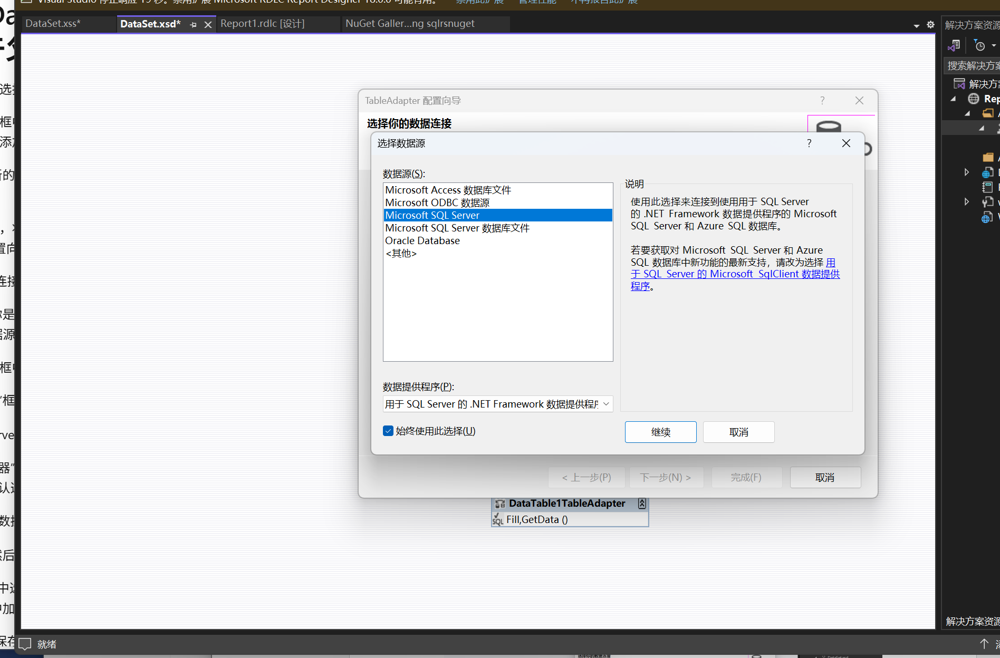 Visual Studio 停止响应 19 秒。禁用扩展 Microsoft RDLC Report Designer 18.0.0 可能有用。 禁用此扩展 管理性能 不再报告此扩展
DataSet.xss* DataSet.xsd* Report1.rdlc [设计] NuGet Galler...ng sqlrsnuget
解决方案资源
搜索解决方案
解决方案
Rep
TableAdapter 配置向导
选择你的数据连接
选择数据源
数据源(S):
Microsoft Access 数据库文件
Microsoft ODBC 数据源
Microsoft SQL Server
Microsoft SQL Server 数据库文件
Oracle Database
<其他>
说明
使用此选择来连接到使用用于 SQL Server
的 .NET Framework 数据提供程序的 Microsoft
SQL Server 和 Azure SQL 数据库。
若要获取对 Microsoft SQL Server 和 Azure
SQL 数据库中新功能的最新支持，请改为选择 用
于 SQL Server 的 Microsoft SqlClient 数据提供
程序。
数据提供程序(P):
用于 SQL Server 的 .NET Framework 数据提供程序
始终使用此选择(U)
继续 取消
< 上一步(P) 下一步(N) > 完成(F) 取消
DataTable1TableAdapter
SQL Fill,GetData ()
解决方案资源
就绪